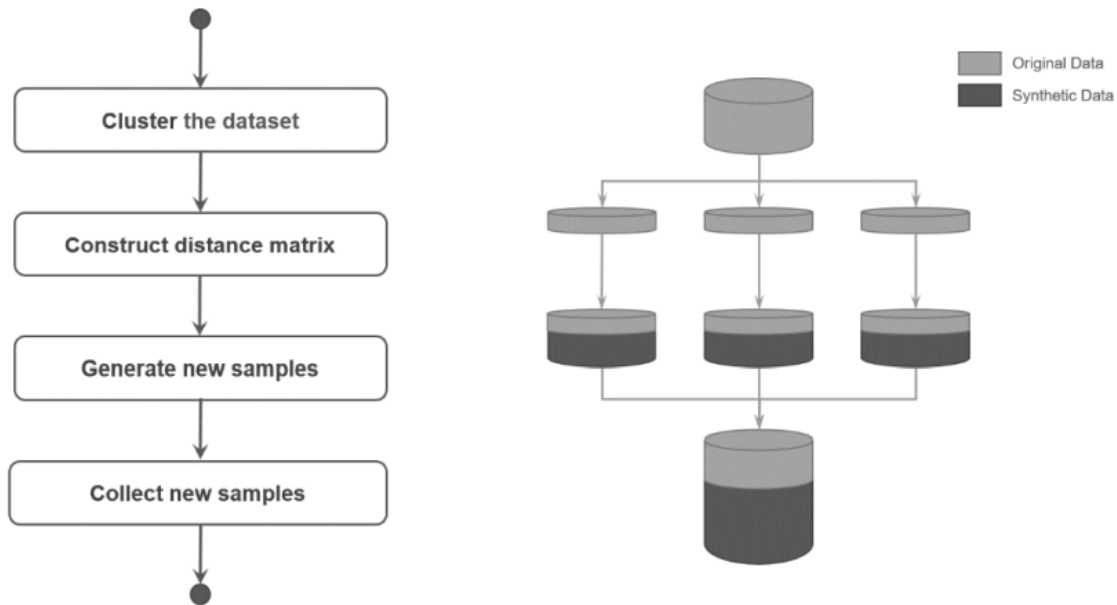 Cluster the dataset
Construct distance matrix
Generate new samples
Collect new samples
Original Data
Synthetic Data